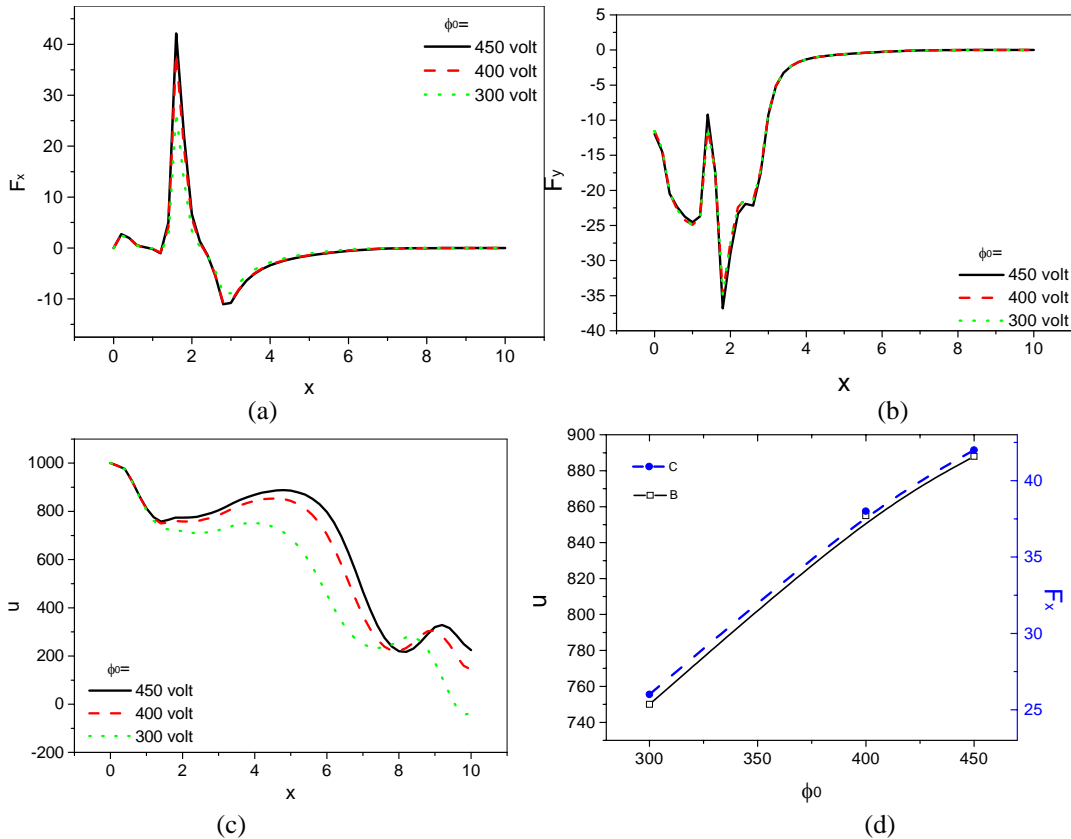 ϕ0=
450 volt
400 volt
300 volt
40
30
20
10
0
-10
Fx
0 2 4 6 8 10
x
(a)
5
0
-5
-10
-15
-20
-25
-30
-35
-40
Fy
ϕ0=
450 volt
400 volt
300 volt
0 2 4 6 8 10
x
(b)
1000
800
600
400
200
0
-200
u
ϕ0=
450 volt
400 volt
300 volt
0 2 4 6 8 10
x
(c)
900
880
860
840
820
800
780
760
740
u
C
B
40
35
30
25
Fx
300 350 400 450
ϕ0
(d)